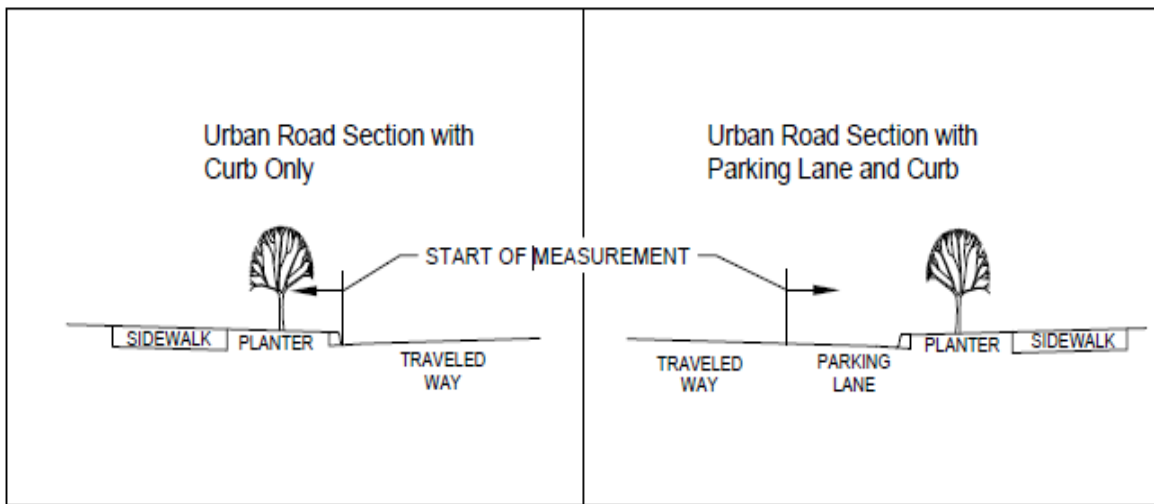 Urban Road Section with
Curb Only
Urban Road Section with
Parking Lane and Curb
START OF MEASUREMENT
SIDEWALK
PLANTER
TRAVELED
WAY
TRAVELED
WAY
PARKING
LANE
PLANTER
SIDEWALK